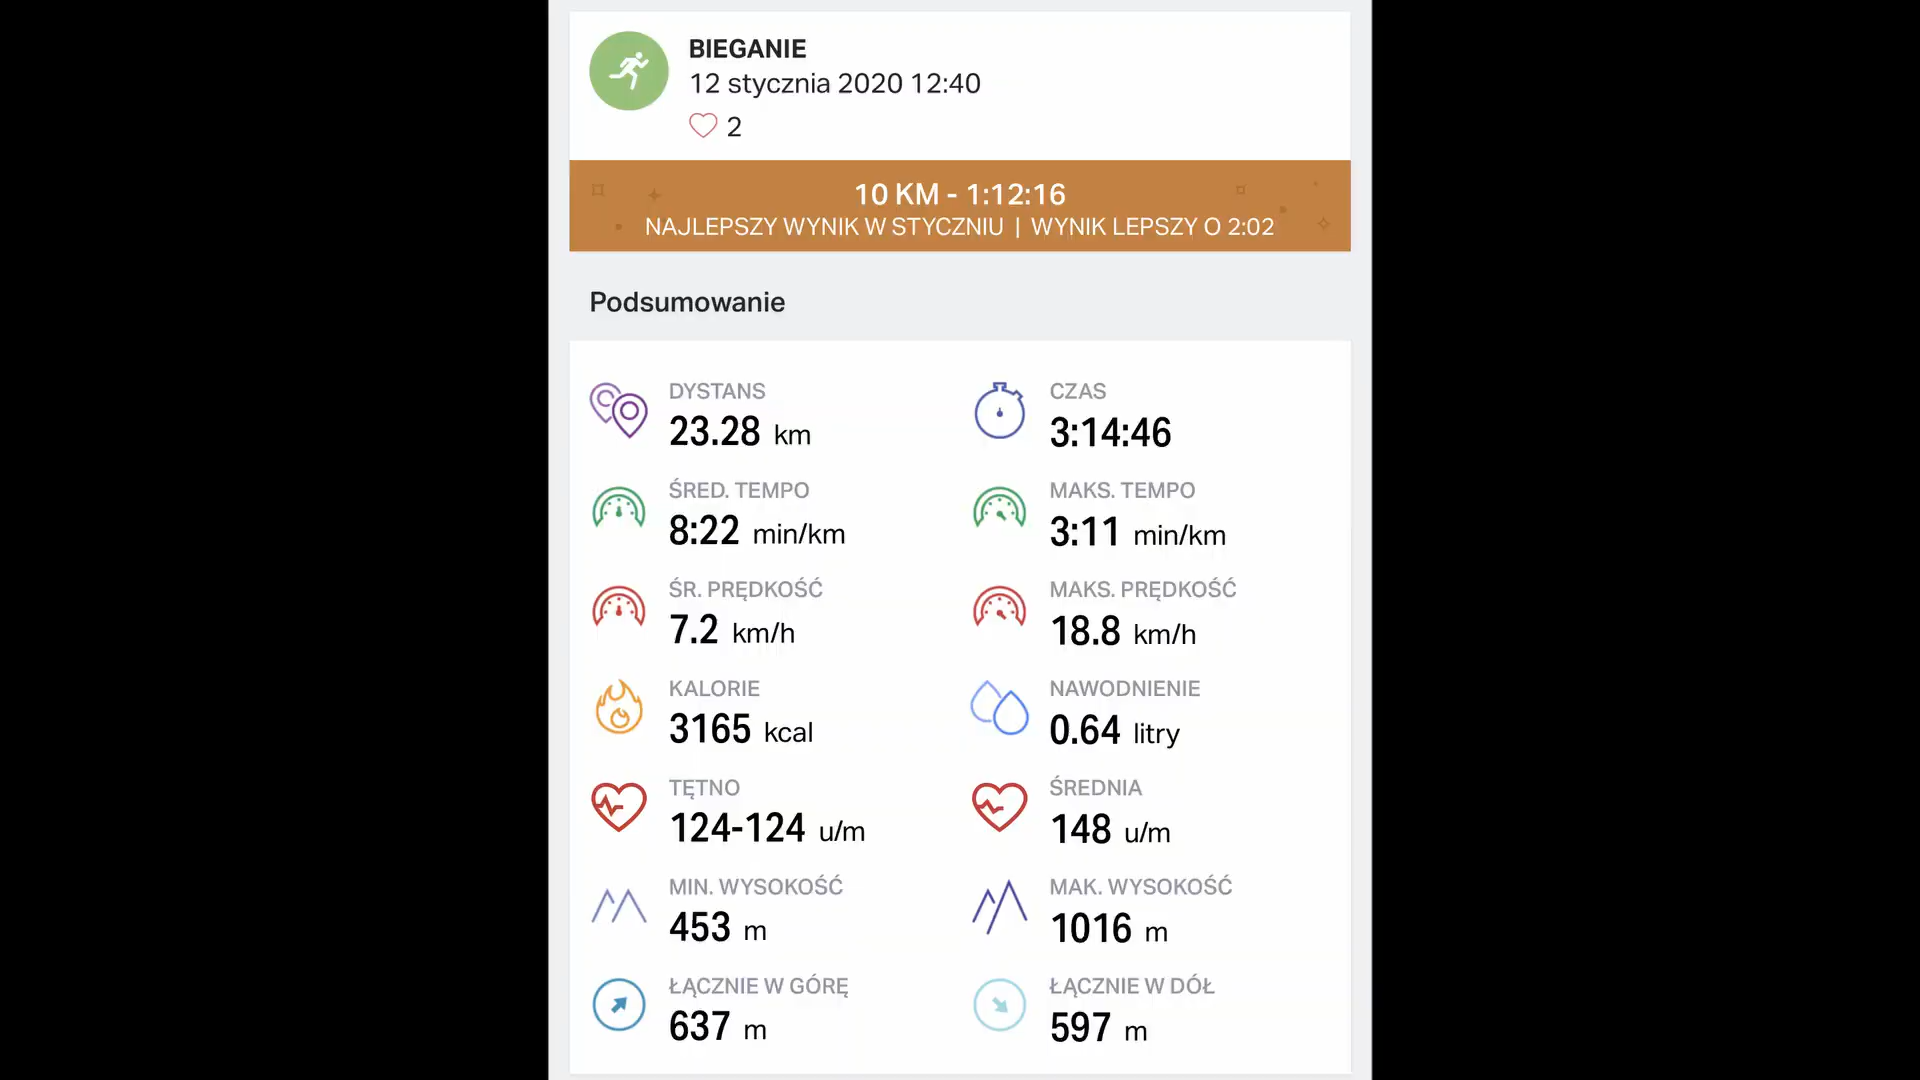 BIEGANIE
12 stycznia 2020 12:40
2
10 KM - 1:12:16
NAJLEPSZY WYNIK W STYCZNIU | WYNIK LEPSZY O 2:02
Podsumowanie
DYSTANS
23.28 km
CZAS
3:14:46
ŚRED. TEMPO
8:22 min/km
MAKS. TEMPO
3:11 min/km
ŚR. PRĘDKOŚĆ
7.2 km/h
MAKS. PRĘDKOŚĆ
18.8 km/h
KALORIE
3165 kcal
NAWODNIENIE
0.64 litry
TĘTNO
124-124 u/m
ŚREDNIA
148 u/m
MIN. WYSOKOŚĆ
453 m
MAK. WYSOKOŚĆ
1016 m
ŁĄCZNIE W GÓRĘ
637 m
ŁĄCZNIE W DÓŁ
597 m